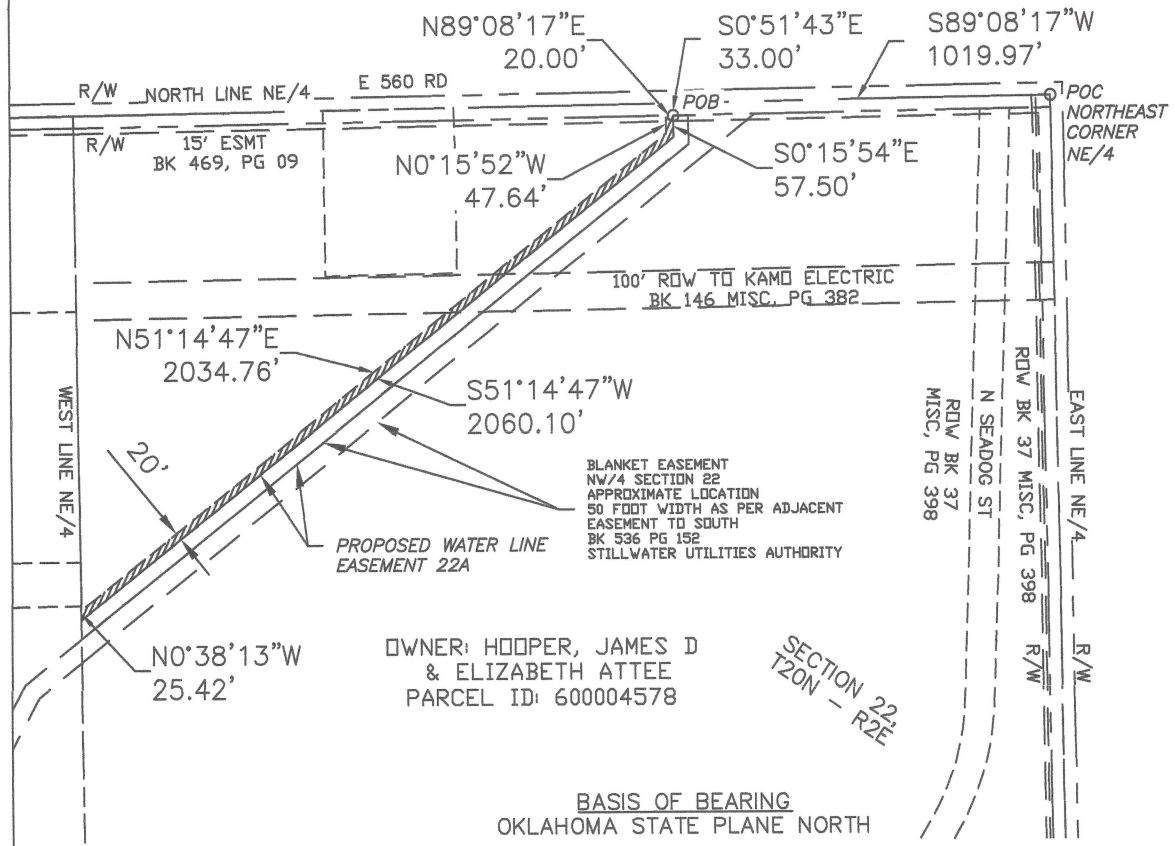 N89°08'17"E
20.00'
S0°51'43"E
33.00'
S89°08'17"W
1019.97'
R/W
NORTH LINE NE/4
E 560 RD
POB
POC
NORTHEAST
CORNER
NE/4
R/W
15' ESMT
BK 469, PG 09
N0°15'52"W
47.64'
S0°15'54"E
57.50'
100' ROW TO KAMO ELECTRIC
BK 146 MISC, PG 382
N51°14'47"E
2034.76'
S51°14'47"W
2060.10'
WEST LINE NE/4
20'
PROPOSED WATER LINE
EASEMENT 22A
BLANKET EASEMENT
NW/4 SECTION 22
APPROXIMATE LOCATION
50 FOOT WIDTH AS PER ADJACENT
EASEMENT TO SOUTH
BK 536 PG 152
STILLWATER UTILITIES AUTHORITY
N SEADOG ST
ROW BK 37
MISC, PG 398
ROW BK 37 MISC, PG 398
EAST LINE NE/4
R/W
R/W
N0°38'13"W
25.42'
OWNER: HOOPER, JAMES D
& ELIZABETH ATTEE
PARCEL ID: 600004578
SECTION 22,
T20N - R2E
BASIS OF BEARING
OKLAHOMA STATE PLANE NORTH